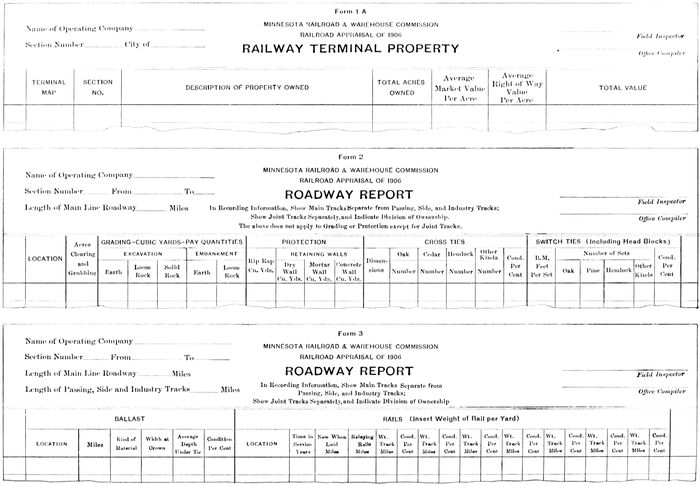 Form 1 A
MINNESOTA RAILROAD & WAREHOUSE COMMISSION
RAILROAD APPRAISAL OF 1906
RAILWAY TERMINAL PROPERTY
Name of Operating Company
Section Number City of
Field Inspector
Office Compiler
TERMINAL MAP
SECTION NO.
DESCRIPTION OF PROPERTY OWNED
TOTAL ACRES OWNED
Average Market Value Per Acre
Average Right of Way Value Per Acre
TOTAL VALUE
Form 2
MINNESOTA RAILROAD & WAREHOUSE COMMISSION
RAILROAD APPRAISAL OF 1906
ROADWAY REPORT
Name of Operating Company
Section Number From To
Length of Main Line Roadway Miles
In Recording Information, Show Main Tracks Separate from Passing, Side, and Industry Tracks;
Show Joint Tracks Separately, and Indicate Division of Ownership.
The above does not apply to Grading or Protection except for Joint Tracks.
Field Inspector
Office Compiler
LOCATION
Acres Clearing and Grubbing
GRADING-CUBIC YARDS-PAY QUANTITIES
EXCAVATION
Earth
Loose Rock
Solid Rock
EMBANKMENT
Earth
Loose Rock
PROTECTION
Rip Rap Cu. Yds.
RETAINING WALLS
Dry Wall Cu. Yds.
Mortar Wall Cu. Yds.
Concrete Wall Cu. Yds.
CROSS TIES
Dimensions
Oak Number
Cedar Number
Hemlock Number
Other Kinds Number
Cond. Per Cent
SWITCH TIES (Including Head Blocks)
B.M. Feet Per Set
Number of Sets
Oak
Pine
Hemlock
Other Kinds
Cond. Per Cent
Form 3
MINNESOTA RAILROAD & WAREHOUSE COMMISSION
RAILROAD APPRAISAL OF 1906
ROADWAY REPORT
Name of Operating Company
Section Number From To
Length of Main Line Roadway Miles
Length of Passing, Side and Industry Tracks Miles
In Recording Information, Show Main Tracks Separate from
Passing, Side, and Industry Tracks;
Show Joint Tracks Separately, and Indicate Division of Ownership
Field Inspector
Office Compiler
BALLAST
LOCATION
Miles
Kind of Material
Width at Crown
Average Depth Under Tie
Condition Per Cent
RAILS (Insert Weight of Rail per Yard)
LOCATION
Time in Service Years
New When Laid Miles
Relaying Rails Miles
Wt. Track Miles
Cond. Per Cent
Wt. Track Miles
Cond. Per Cent
Wt. Track Miles
Cond. Per Cent
Wt. Track Miles
Cond. Per Cent
Wt. Track Miles
Cond. Per Cent
Wt. Track Miles
Cond. Per Cent
Wt. Track Miles
Cond. Per Cent